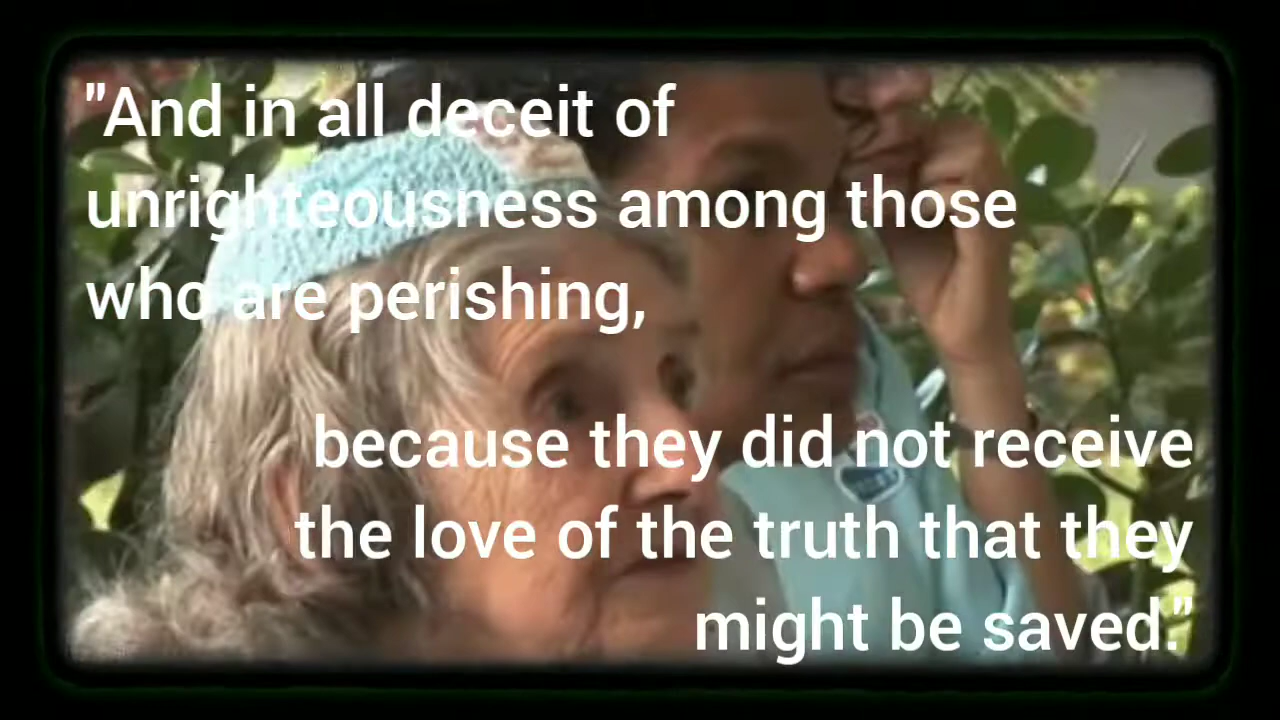 "And in all deceit of
unrighteousness among those
who are perishing,
because they did not receive
the love of the truth that they
might be saved."